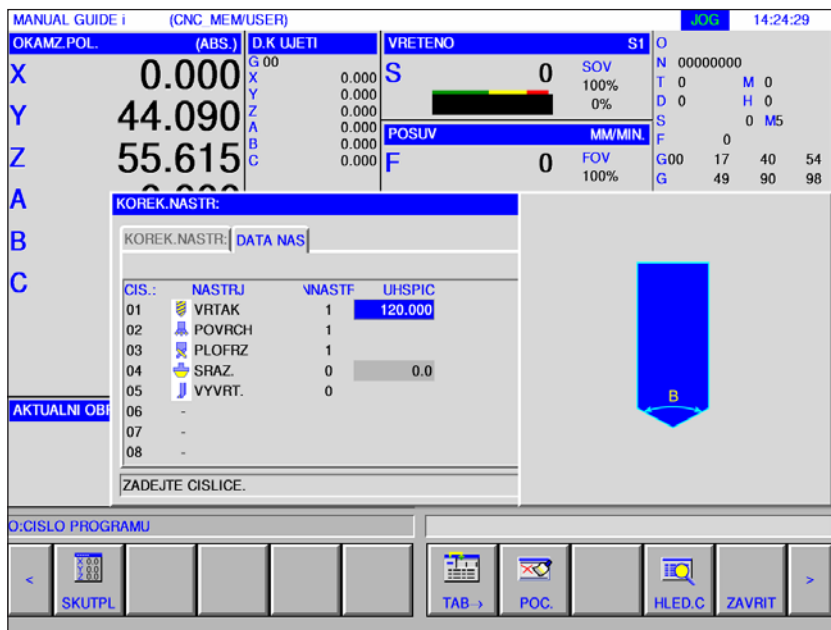 MANUAL GUIDE i (CNC_MEM/USER) JOG 14:24:29
OKAMZ.POL. (ABS.) D.K UJETI VRETENO S1 O
X 0.000 G 00 S 0 SOV N 00000000
X 0.000 100% T 0 M 0
Y 44.090 Y 0.000 0% D 0 H 0
Z 0.000 S 0 M5
A 0.000 POSUV MM/MIN. F 0
Z 55.615 B 0.000 F 0 FOV G00 17 40 54
C 0.000 100% G 49 90 98
A
KOREK.NASTR:
B KOREK.NASTR: DATA NAS
C CIS.: NASTRJ UHSPIC
01 VRTAK 1 120.000
02 POVRCH 1
03 PLOFRZ 1
04 SRAZ. 0 0.0
05 VYVRT. 0
B
AKTUALNI OBR 06 -
07 -
08 -
ZADEJTE CISLICE.
O:CISLO PROGRAMU
< SKUTPL TAB→ POC. HLED.C ZAVRIT >